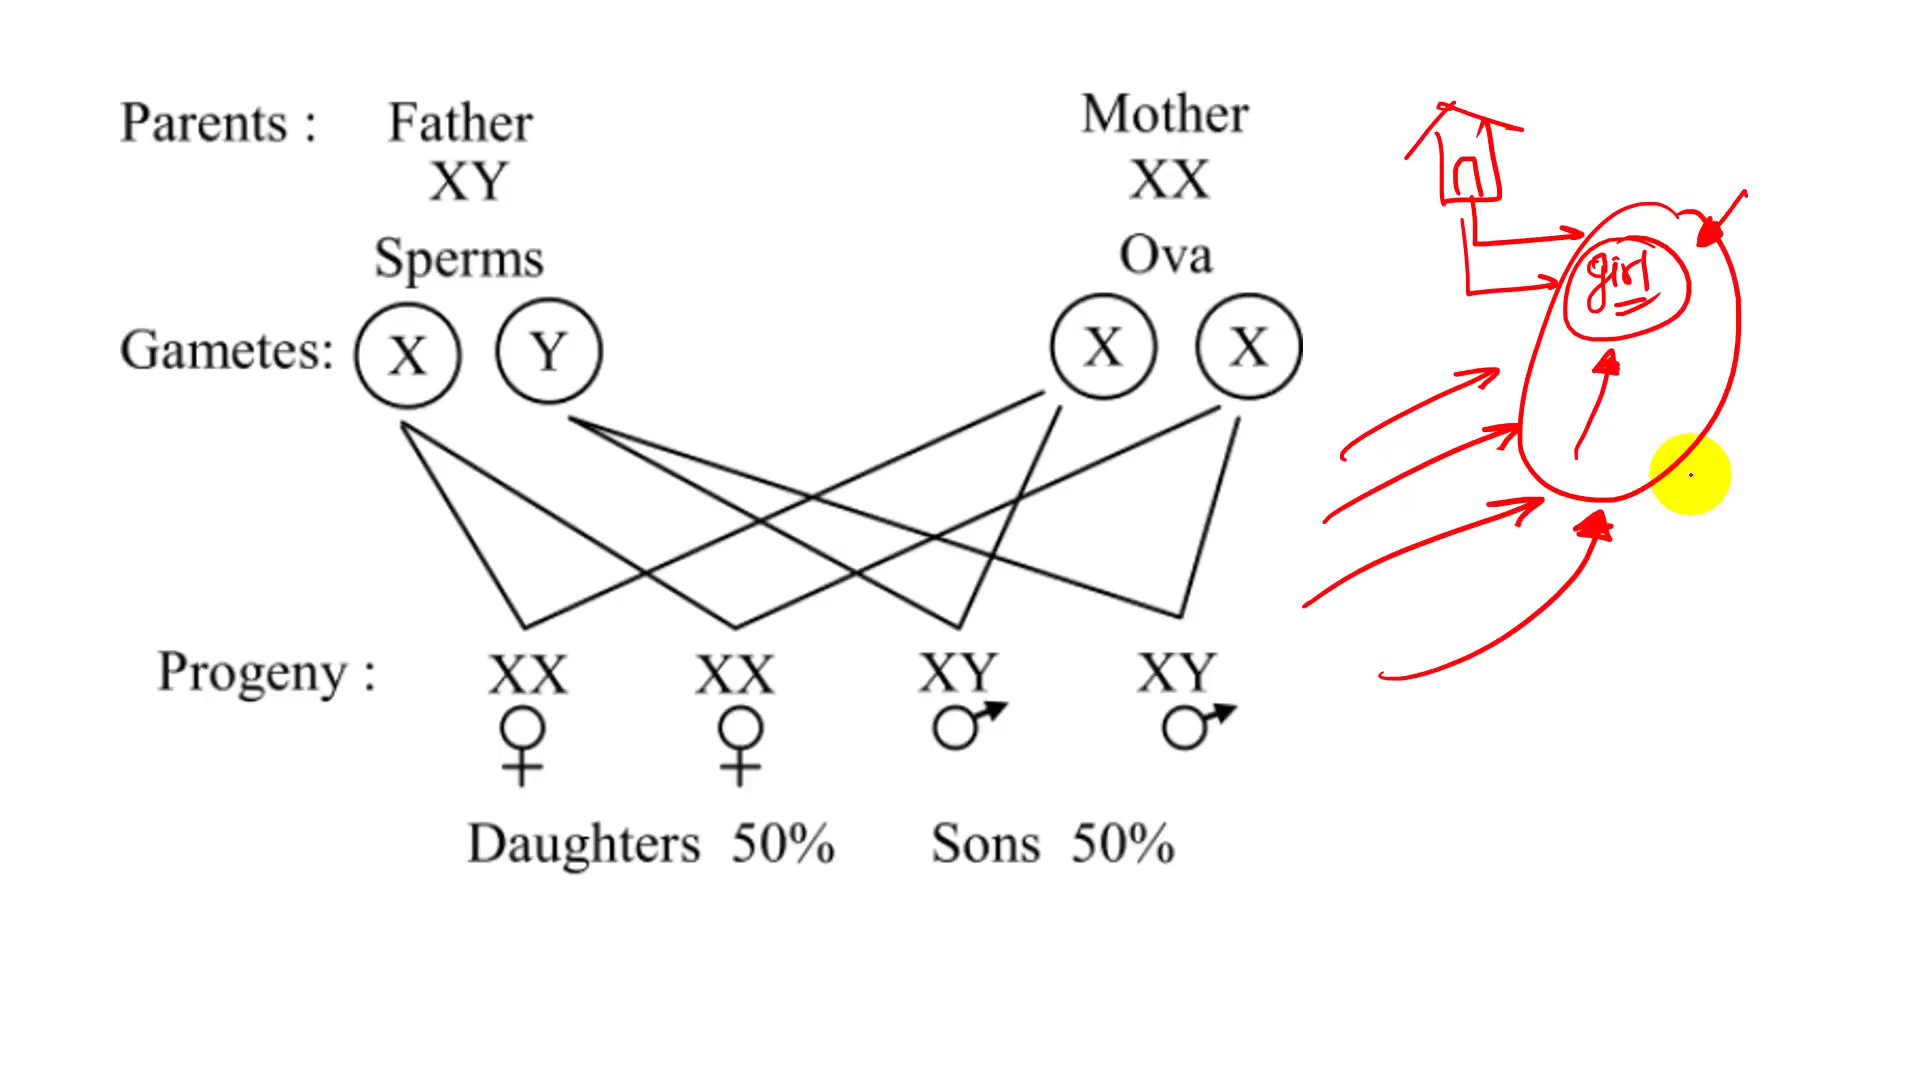 Parents : Father Mother
XY XX
Sperms Ova
Gametes: X Y X X
girl
Progeny : XX XX XY XY
Daughters 50% Sons 50%